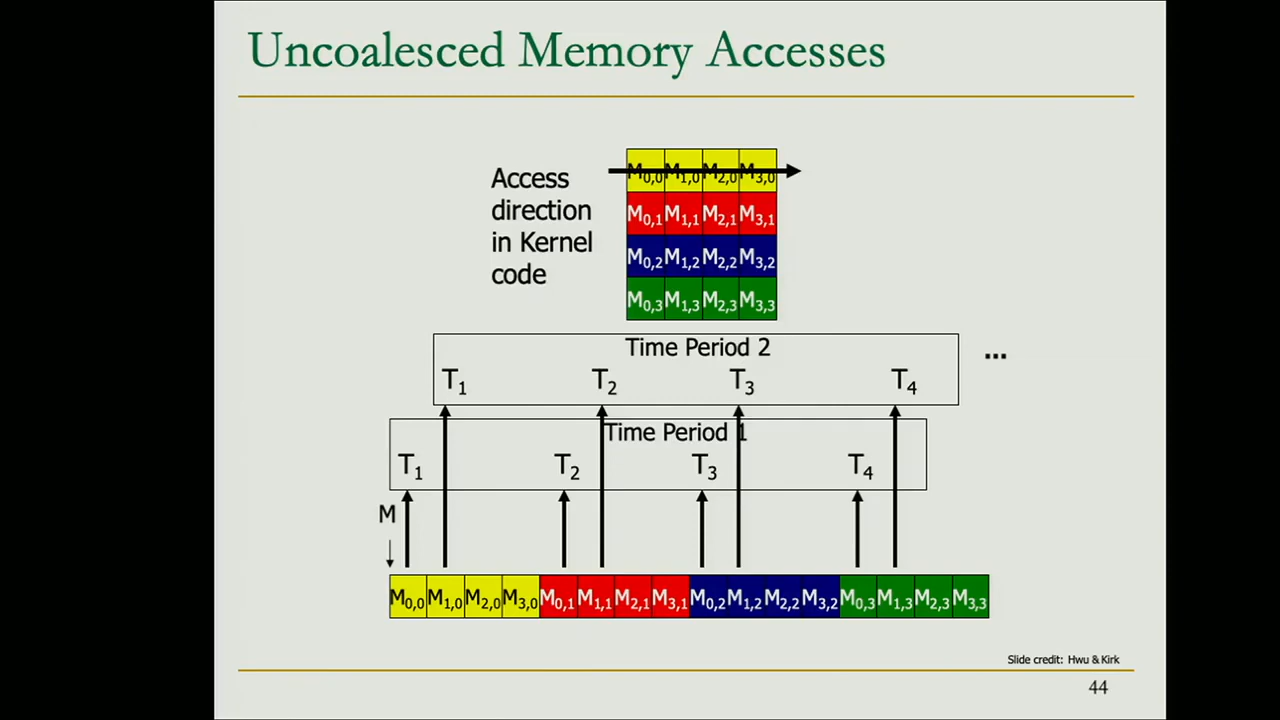 Uncoalesced Memory Accesses
Access
direction
in Kernel
code
M0,0 M1,0 M2,0 M3,0
M0,1 M1,1 M2,1 M3,1
M0,2 M1,2 M2,2 M3,2
M0,3 M1,3 M2,3 M3,3
Time Period 2
...
T1 T2 T3 T4
Time Period 1
T1 T2 T3 T4
M
M0,0 M1,0 M2,0 M3,0 M0,1 M1,1 M2,1 M3,1 M0,2 M1,2 M2,2 M3,2 M0,3 M1,3 M2,3 M3,3
Slide credit: Hwu & Kirk
44